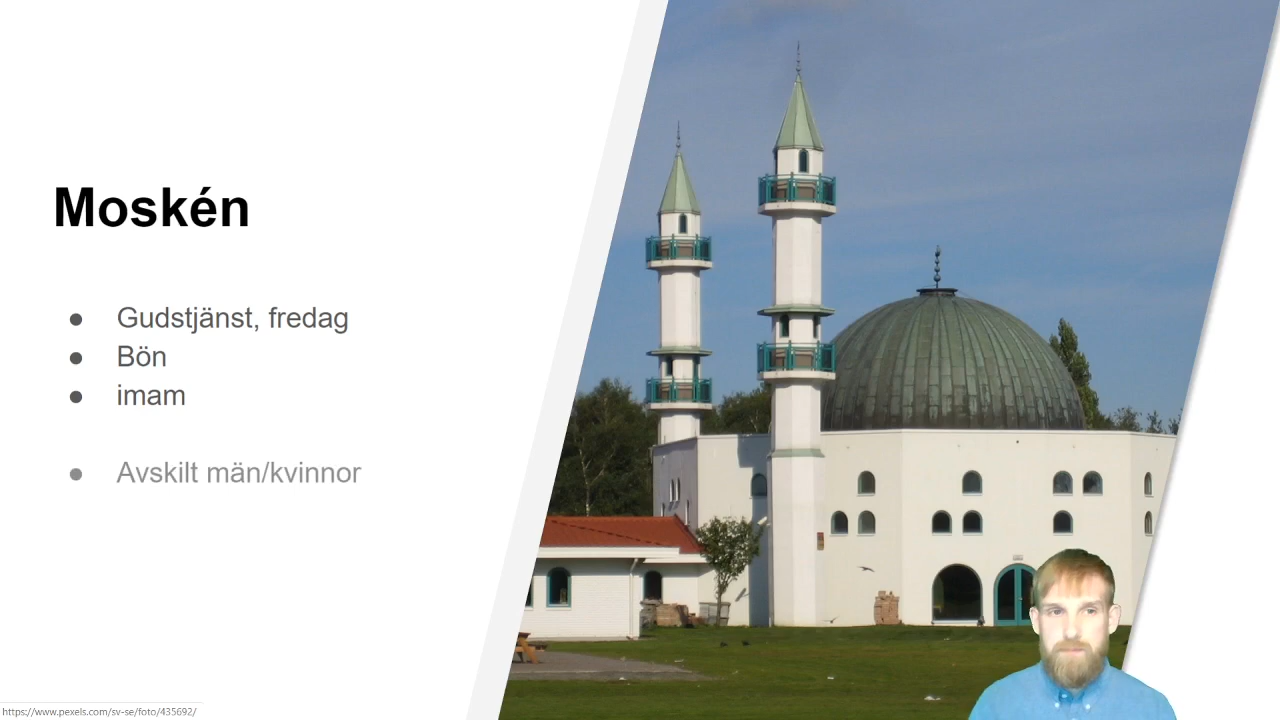 Moskén
Gudstjänst, fredag
Bön
imam
Avskilt män/kvinnor
https://www.pexels.com/sv-se/foto/435692/